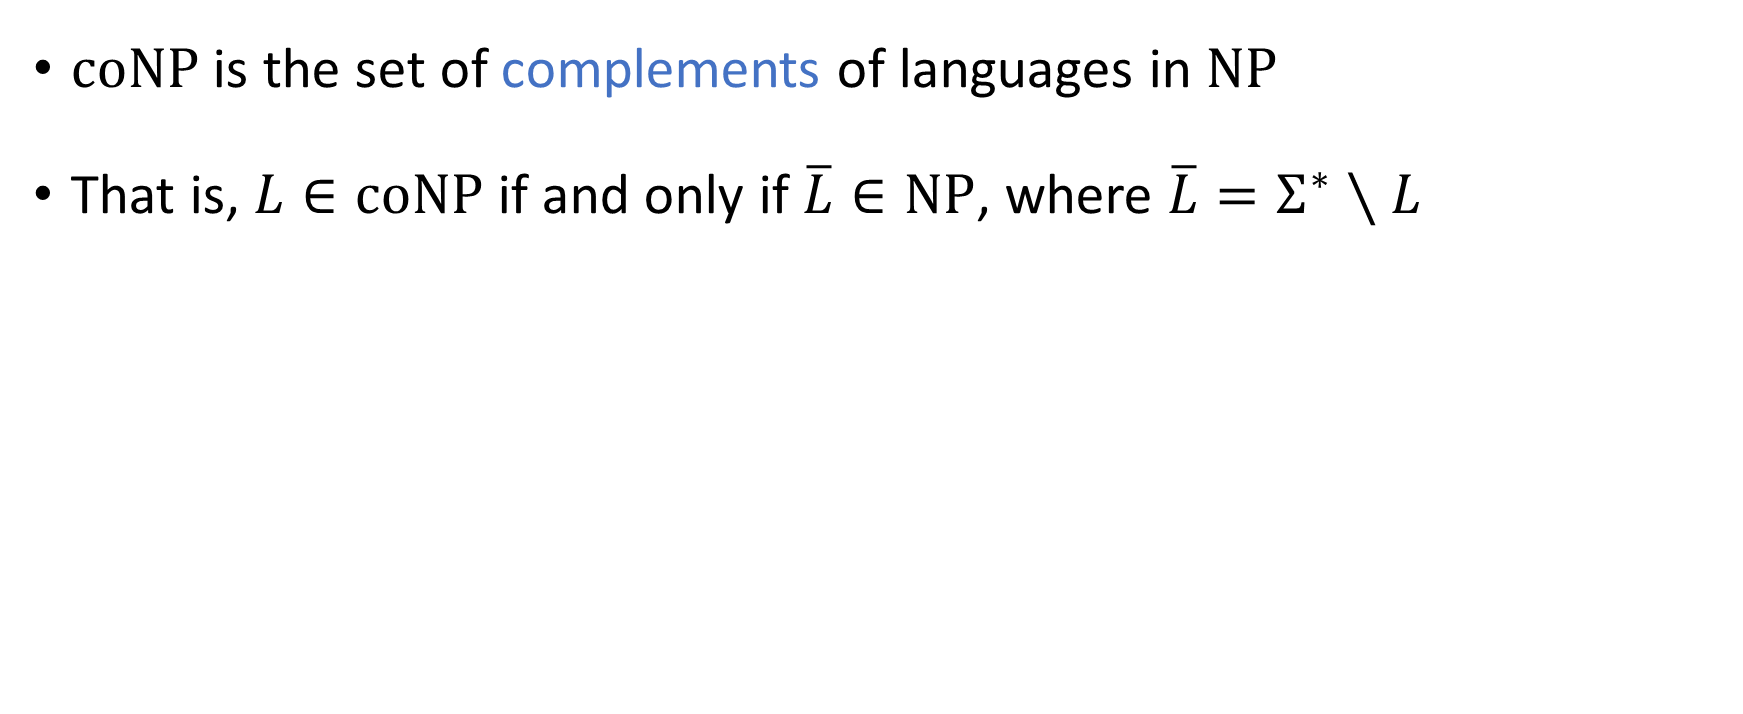 • coNP is the set of complements of languages in NP
• That is, L ∈ coNP if and only if L̅ ∈ NP, where L̅ = Σ* \ L